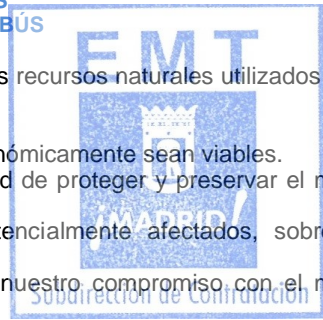 BÚS
EMT
s recursos naturales utilizados
nómicamente sean viables.
d de proteger y preservar el
¡MADRID!
tencialmente afectados, sobre
nuestro compromiso con el
Subdirección de Contratación